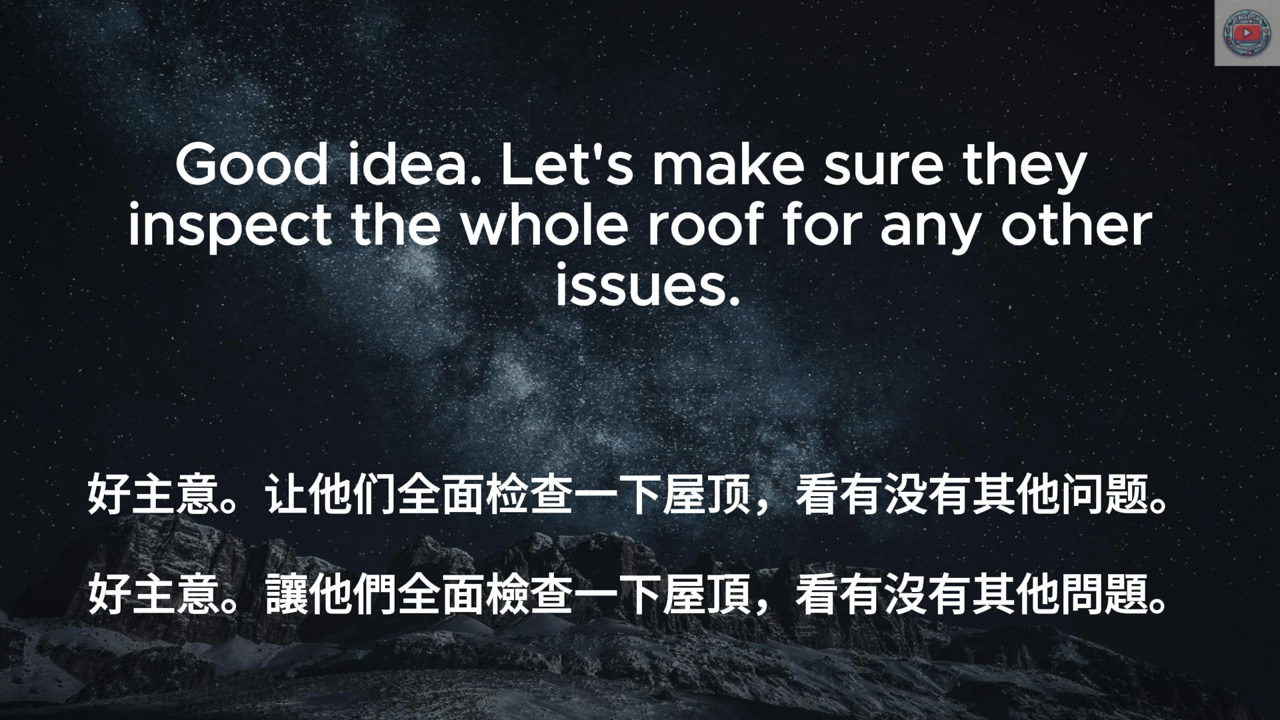 Good idea. Let's make sure they
inspect the whole roof for any other
issues.
好主意。让他们全面检查一下屋顶，看有没有其他问题。
好主意。讓他們全面檢查一下屋頂，看有沒有其他問題。